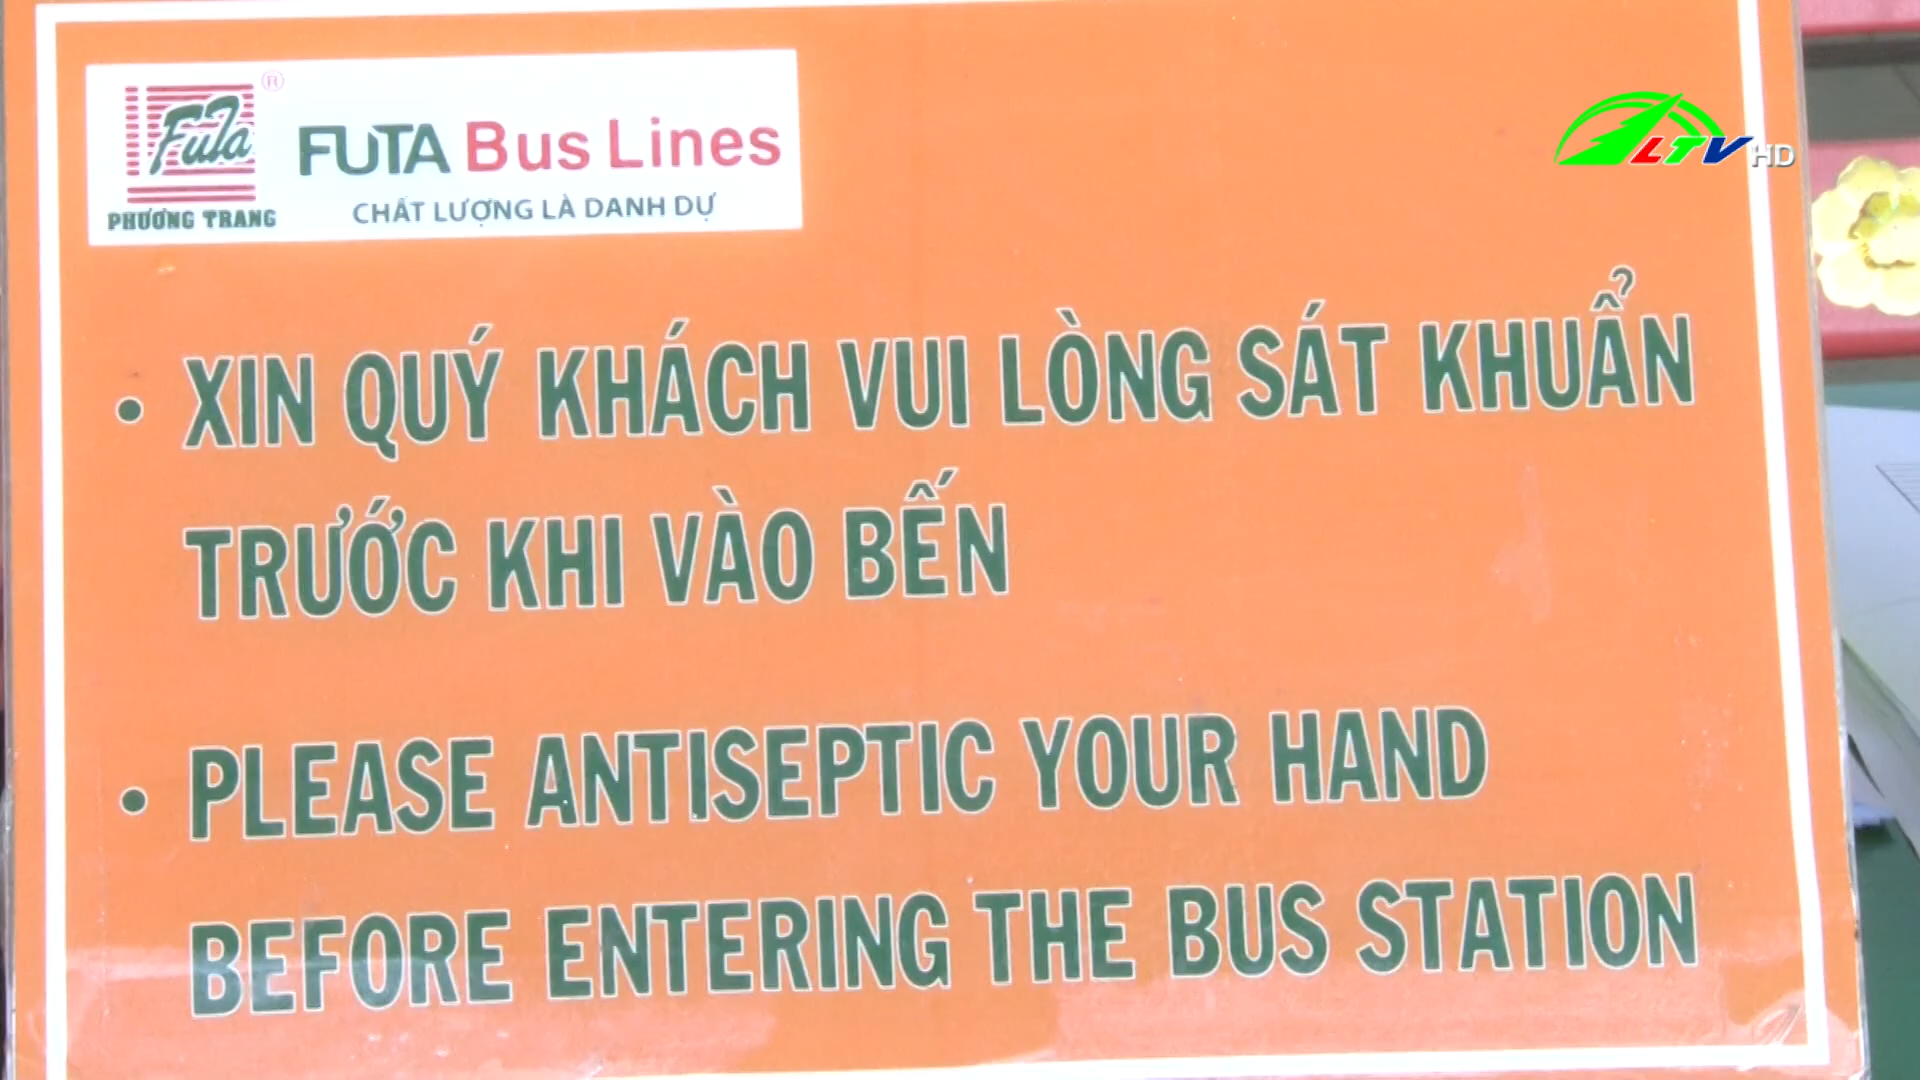 Futa ®
PHƯƠNG TRANG
FUTA Bus Lines
CHẤT LƯỢNG LÀ DANH DỰ
LTV HD
• XIN QUÝ KHÁCH VUI LÒNG SÁT KHUẨN
TRƯỚC KHI VÀO BẾN
• PLEASE ANTISEPTIC YOUR HAND
BEFORE ENTERING THE BUS STATION